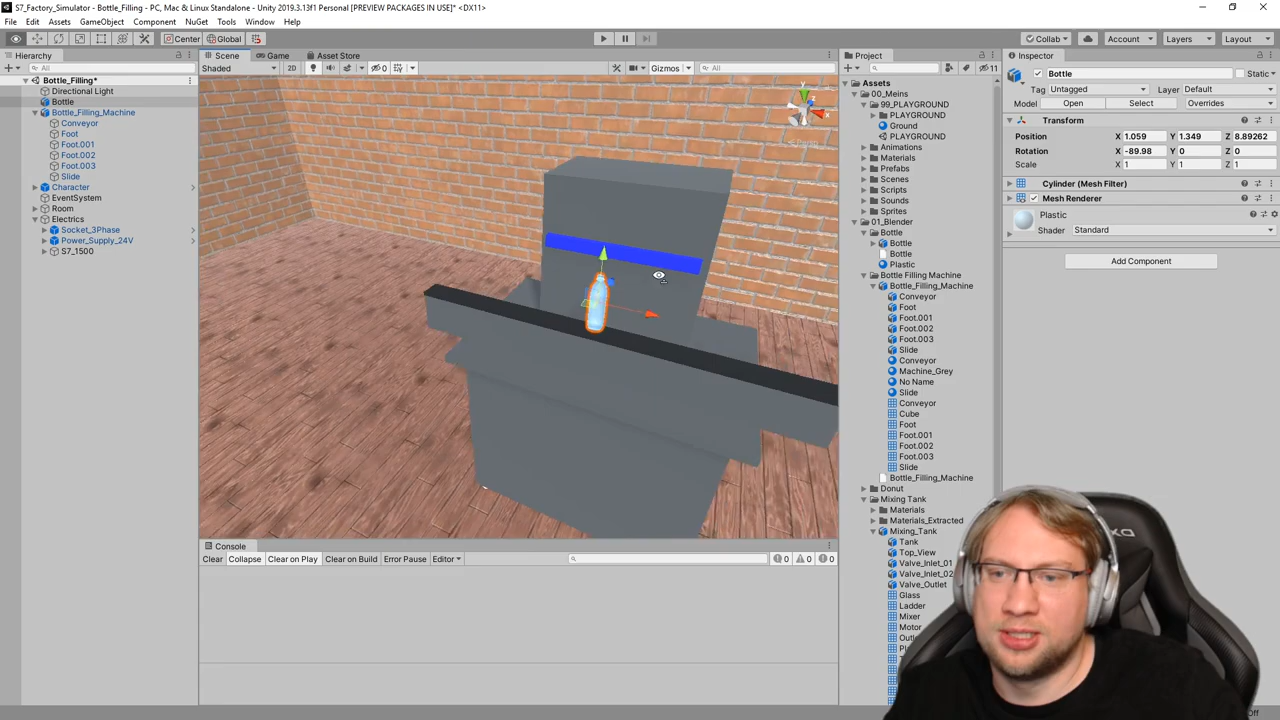 S7_Factory_Simulator - Bottle_Filling - PC, Mac & Linux Standalone - Unity 2019.3.13f1 Personal [PREVIEW PACKAGES IN USE]* <DX11>
File Edit Assets GameObject Component NuGet Tools Window Help
Center Global Collab Account Layers Layout
Hierarchy
All
Bottle_Filling*
Directional Light
Bottle
Bottle_Filling_Machine
Conveyor
Foot
Foot.001
Foot.002
Foot.003
Slide
Character
EventSystem
Room
Electrics
Socket_3Phase
Power_Supply_24V
S7_1500
Scene Game Asset Store
Shaded 2D 0 Gizmos All
y
x
Persp
Console
Clear Collapse Clear on Play Clear on Build Error Pause Editor 0 0 0
Project
11
Assets
00_Meins
99_PLAYGROUND
PLAYGROUND
Ground
PLAYGROUND
Animations
Materials
Prefabs
Scenes
Scripts
Sounds
Sprites
01_Blender
Bottle
Bottle
Bottle
Plastic
Bottle Filling Machine
Bottle_Filling_Machine
Conveyor
Foot
Foot.001
Foot.002
Foot.003
Slide
Conveyor
Machine_Grey
No Name
Slide
Conveyor
Cube
Foot
Foot.001
Foot.002
Foot.003
Slide
Bottle_Filling_Machine
Donut
Mixing Tank
Materials
Materials_Extracted
Mixing_Tank
Tank
Top_View
Valve_Inlet_01
Valve_Inlet_02
Valve_Outlet
Glass
Ladder
Mixer
Motor
Inspector
Bottle Static
Tag Untagged Layer Default
Model Open Select Overrides
Transform
Position X 1.059 Y 1.349 Z 8.89262
Rotation X -89.98 Y 0 Z 0
Scale X 1 Y 1 Z 1
Cylinder (Mesh Filter)
Mesh Renderer
Plastic
Shader Standard
Add Component